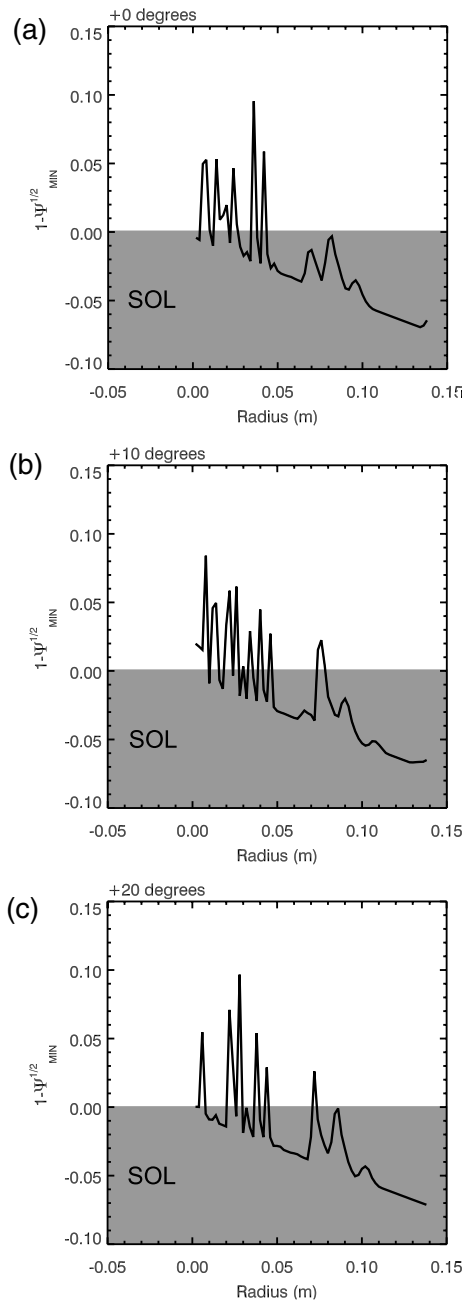 (a)
+0 degrees
0.15
0.10
0.05
0.00
-0.05
-0.10
1-Ψ^1/2 MIN
SOL
-0.05 0.00 0.05 0.10 0.15
Radius (m)
(b)
+10 degrees
0.15
0.10
0.05
0.00
-0.05
-0.10
1-Ψ^1/2 MIN
SOL
-0.05 0.00 0.05 0.10 0.15
Radius (m)
(c)
+20 degrees
0.15
0.10
0.05
0.00
-0.05
-0.10
1-Ψ^1/2 MIN
SOL
-0.05 0.00 0.05 0.10 0.15
Radius (m)